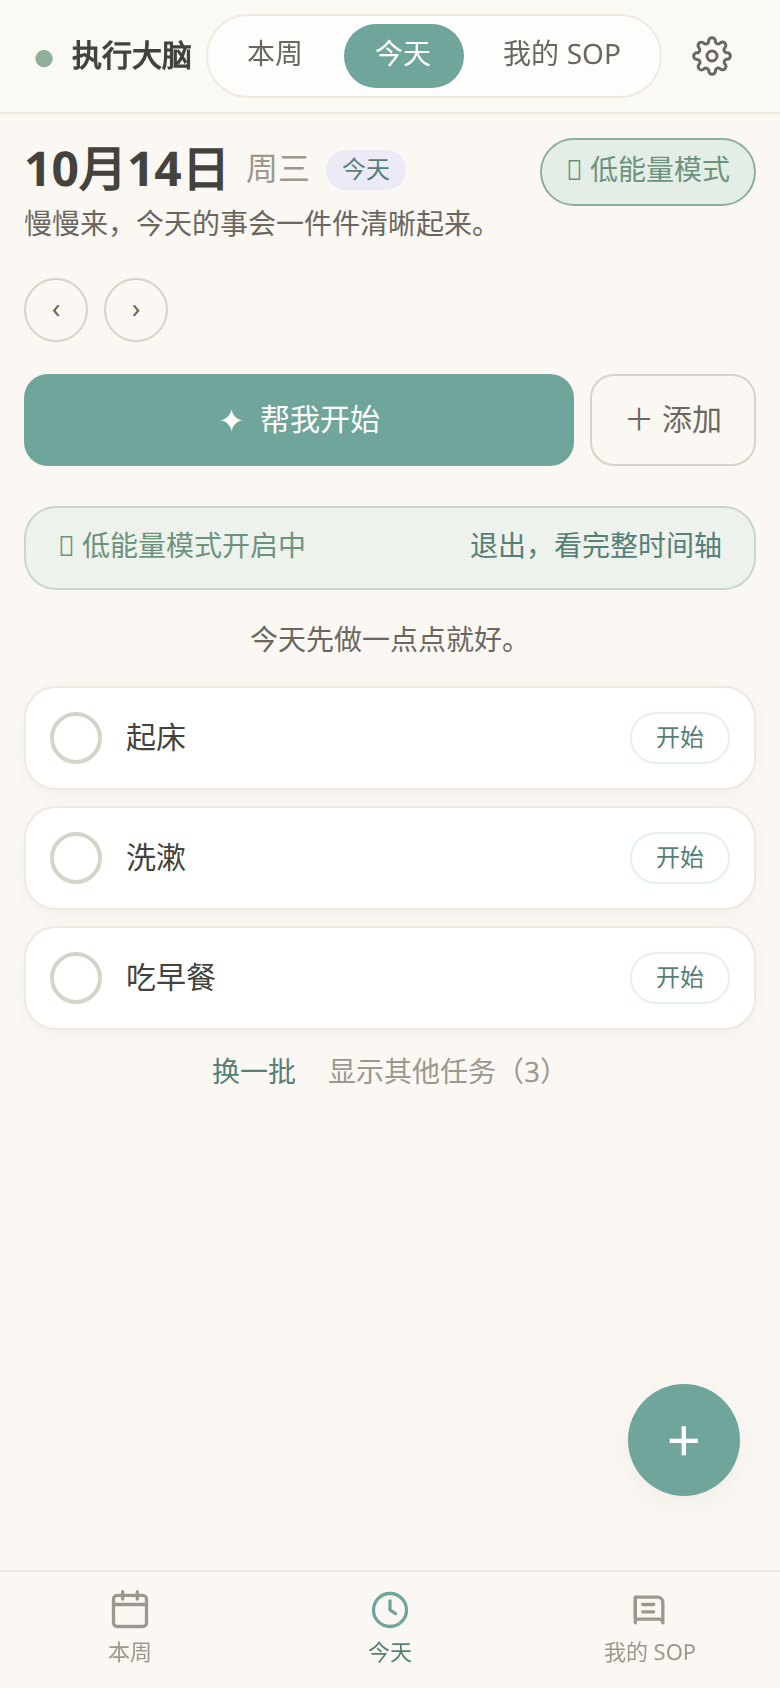 执行大脑 本周 今天 我的 SOP
10月14日 周三 今天 低能量模式
慢慢来，今天的事会一件件清晰起来。
‹ ›
✦ 帮我开始 ＋ 添加
低能量模式开启中 退出，看完整时间轴
今天先做一点点就好。
起床 开始
洗漱 开始
吃早餐 开始
换一批 显示其他任务（3）
+
本周 今天 我的 SOP